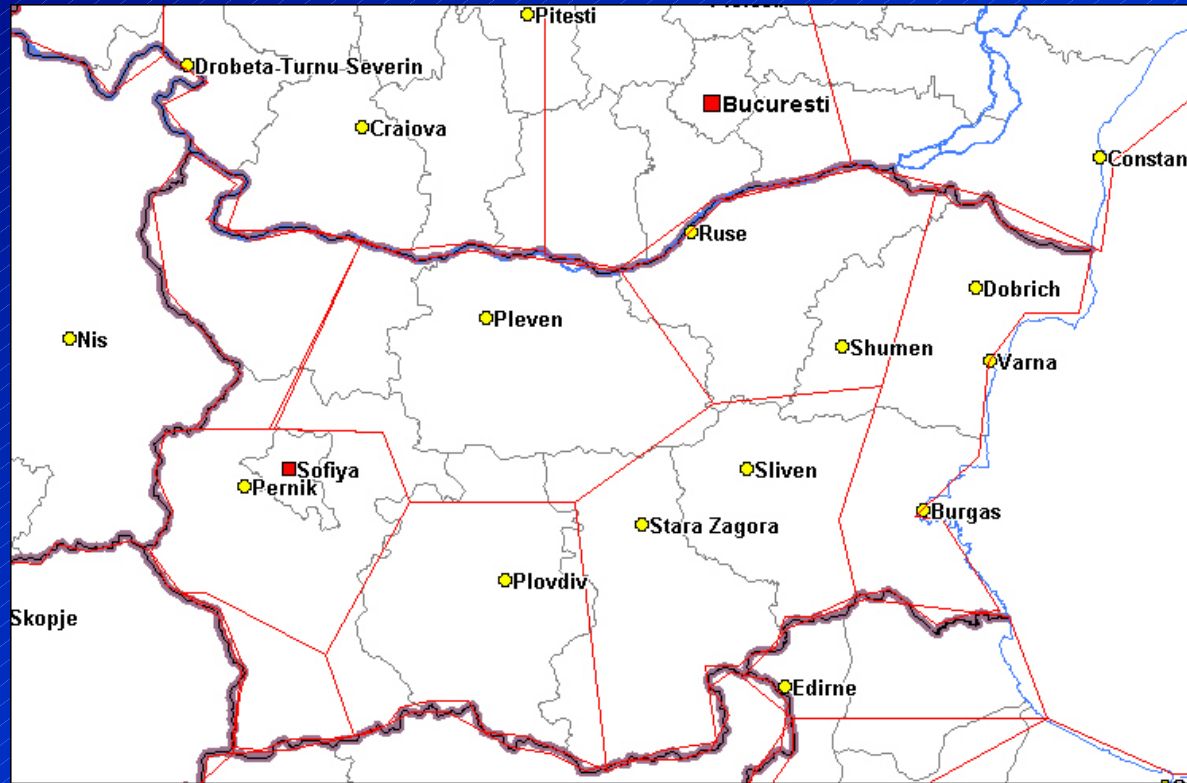 Pitesti
Drobeta-Turnu Severin
Bucuresti
Craiova
Constan
Ruse
Dobrich
Pleven
Nis
Shumen
Varna
Sofiya
Pernik
Sliven
Burgas
Stara Zagora
Plovdiv
Skopje
Edirne